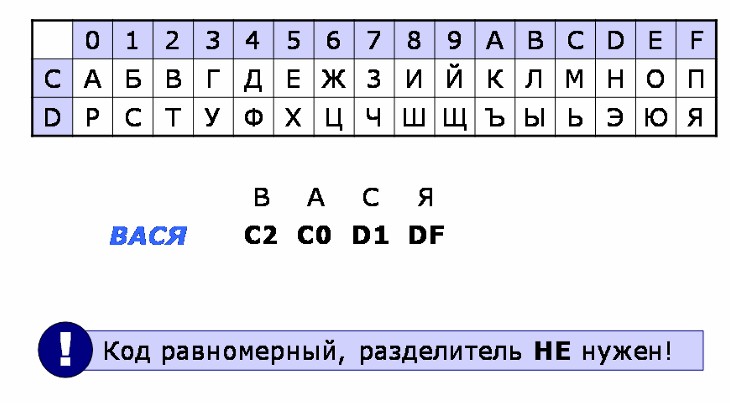 0 1 2 3 4 5 6 7 8 9 A B C D E F
C А Б В Г Д Е Ж З И Й К Л М Н О П
D Р С Т У Ф Х Ц Ч Ш Щ Ъ Ы Ь Э Ю Я
В А С Я
ВАСЯ C2 C0 D1 DF
! Код равномерный, разделитель НЕ нужен!